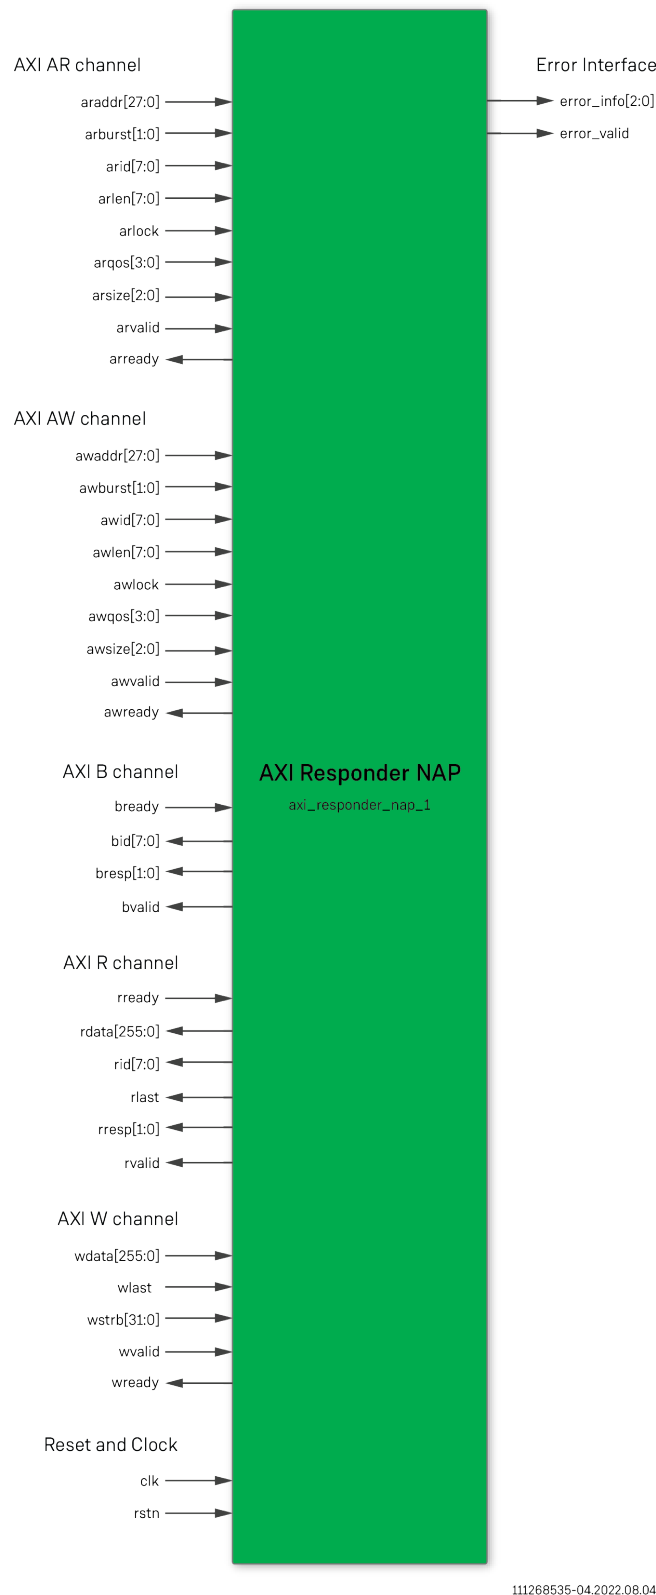 AXI AR channel
araddr[27:0]
arburst[1:0]
arid[7:0]
arlen[7:0]
arlock
arqos[3:0]
arsize[2:0]
arvalid
arready
AXI AW channel
awaddr[27:0]
awburst[1:0]
awid[7:0]
awlen[7:0]
awlock
awqos[3:0]
awsize[2:0]
awvalid
awready
AXI B channel
bready
bid[7:0]
bresp[1:0]
bvalid
AXI R channel
rready
rdata[255:0]
rid[7:0]
rlast
rresp[1:0]
rvalid
AXI W channel
wdata[255:0]
wlast
wstrb[31:0]
wvalid
wready
Reset and Clock
clk
rstn
AXI Responder NAP
axi_responder_nap_1
Error Interface
error_info[2:0]
error_valid
111268535-04.2022.08.04